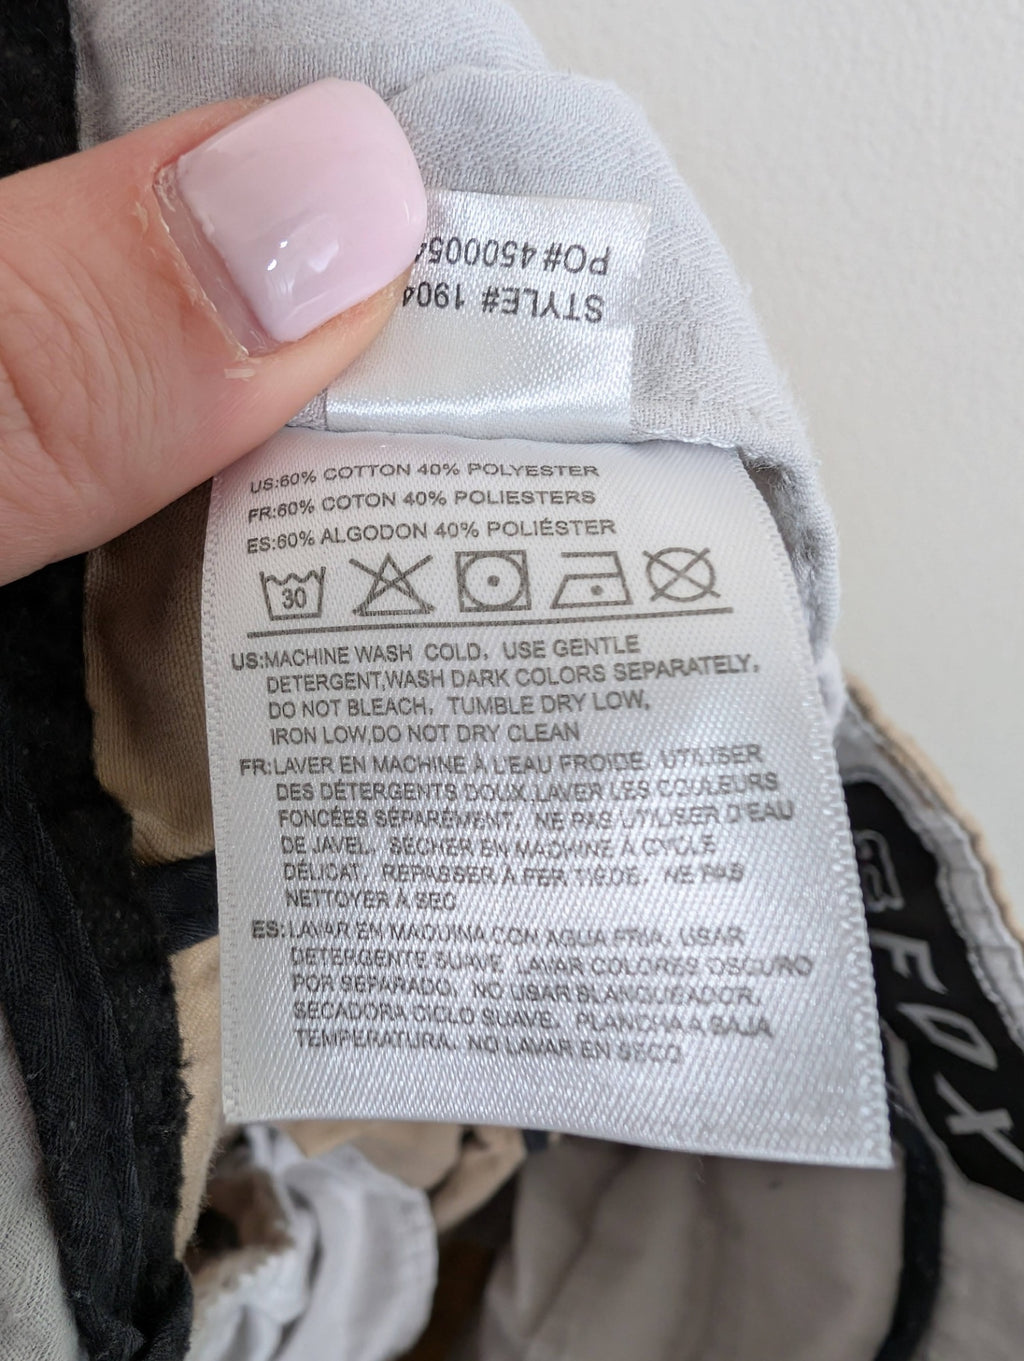 PO# 450005
STYLE# 1904
US:60% COTTON 40% POLYESTER
FR:60% COTON 40% POLIESTERS
ES:60% ALGODON 40% POLIÉSTER
30
US:MACHINE WASH COLD. USE GENTLE
DETERGENT,WASH DARK COLORS SEPARATELY,
DO NOT BLEACH. TUMBLE DRY LOW,
IRON LOW,DO NOT DRY CLEAN
FR:LAVER EN MACHINE À L'EAU FROIDE. UTILISER
DES DÉTERGENTS DOUX,LAVER LES COULEURS
FONCÉES SÉPAREMENT. NE PAS UTILISER D'EAU
DE JAVEL. SÉCHER EN MACHINE À CYCLE
DÉLICAT. REPASSER À FER TIÈDE. NE PAS
NETTOYER À SEC
ES:LAVAR EN MAQUINA CON AGUA FRIA. USAR
DETERGENTE SUAVE, LAVAR COLORES OSCURO
POR SEPARADO. NO USAR BLANQUEADOR.
SECADORA CICLO SUAVE. PLANCHA A BAJA
TEMPERATURA. NO LAVAR EN SECO
FOX